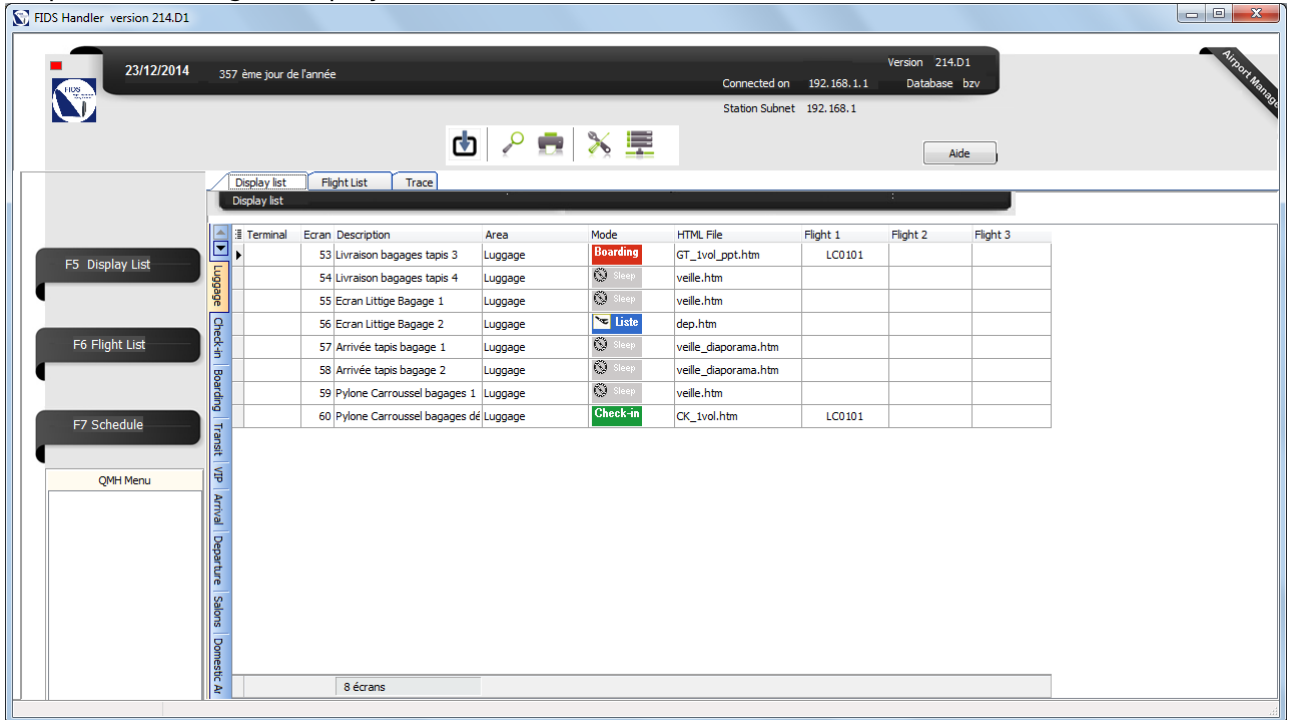 FIDS Handler version 214.D1
23/12/2014
357 ème jour de l'année
Version 214.D1
Connected on 192.168.1.1 Database bzv
Station Subnet 192.168.1
Airport Manage
FIDS
Aide
Display list Flight List Trace
Display list
Terminal Ecran Description Area Mode HTML File Flight 1 Flight 2 Flight 3
53 Livraison bagages tapis 3 Luggage Boarding GT_1vol_ppt.htm LC0101
54 Livraison bagages tapis 4 Luggage Sleep veille.htm
55 Ecran Littige Bagage 1 Luggage Sleep veille.htm
56 Ecran Littige Bagage 2 Luggage Liste dep.htm
57 Arrivée tapis bagage 1 Luggage Sleep veille_diaporama.htm
58 Arrivée tapis bagage 2 Luggage Sleep veille_diaporama.htm
59 Pylone Carroussel bagages 1 Luggage Sleep veille.htm
60 Pylone Carroussel bagages dé Luggage Check-in CK_1vol.htm LC0101
8 écrans
F5 Display List
F6 Flight List
F7 Schedule
QMH Menu
Luggage
Check-in
Boarding
Transit
VIP
Arrival
Departure
Salons
Domestic Ar